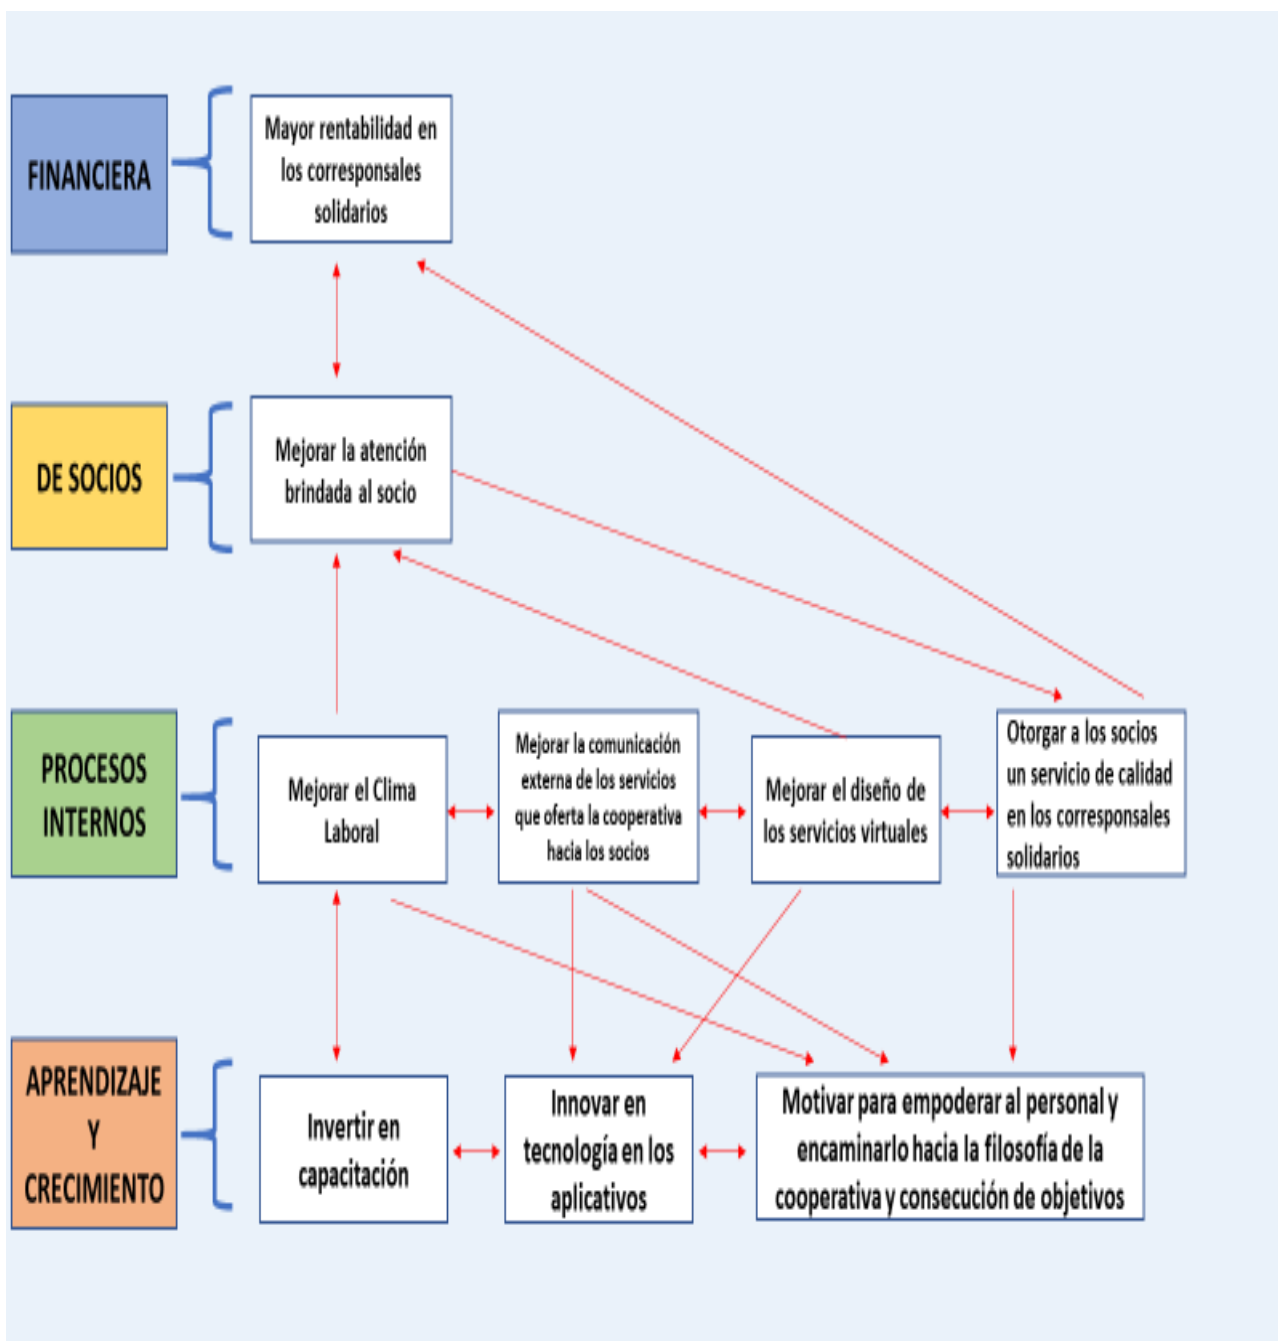 FINANCIERA
Mayor rentabilidad en
los corresponsales
solidarios
DE SOCIOS
Mejorar la atención
brindada al socio
PROCESOS
INTERNOS
Mejorar el Clima
Laboral
Mejorar la comunicación
externa de los servicios
que oferta la cooperativa
hacia los socios
Mejorar el diseño de
los servicios virtuales
Otorgar a los socios
un servicio de calidad
en los corresponsales
solidarios
APRENDIZAJE
Y
CRECIMIENTO
Invertir en
capacitación
Innovar en
tecnología en los
aplicativos
Motivar para empoderar al personal y
encaminarlo hacia la filosofía de la
cooperativa y consecución de objetivos